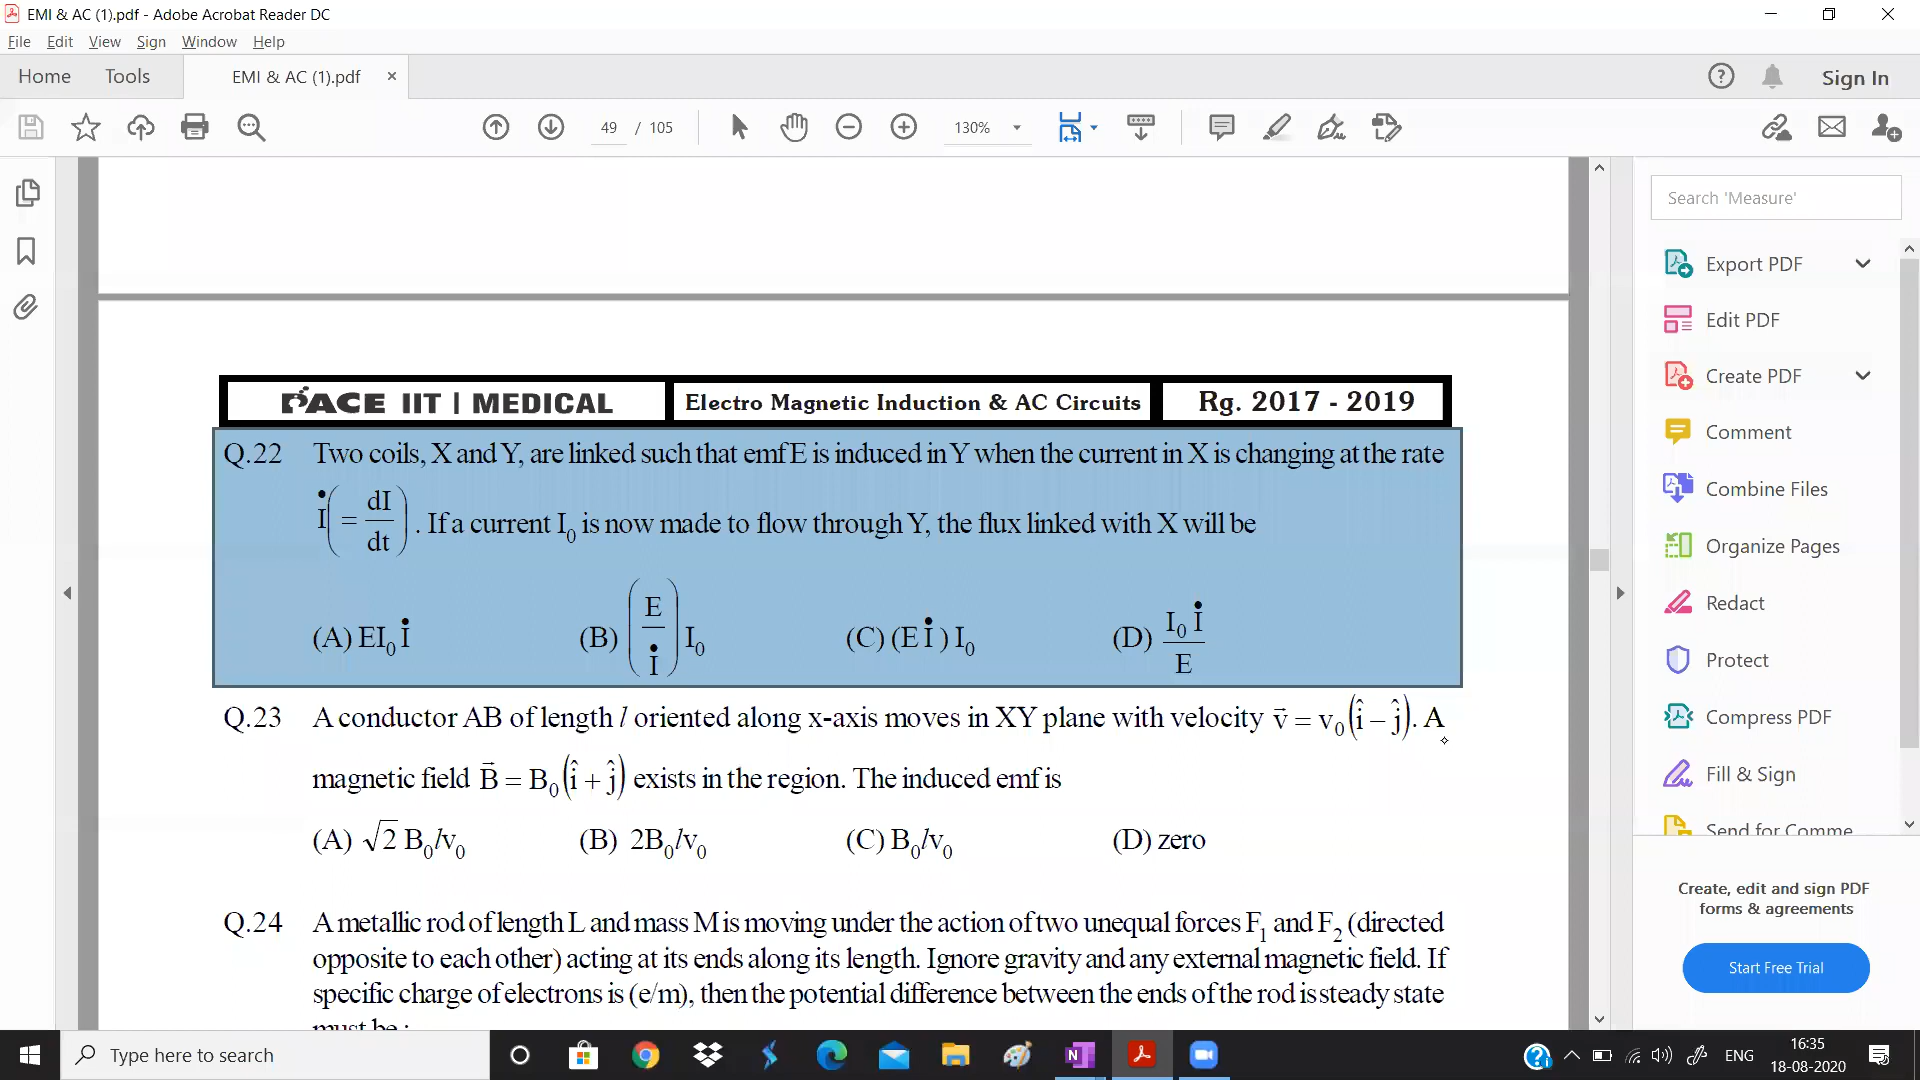 EMI & AC (1).pdf - Adobe Acrobat Reader DC
File Edit View Sign Window Help
Home Tools EMI & AC (1).pdf × Sign In
49 / 105 130%
Search 'Measure'
Export PDF
Edit PDF
Create PDF
Comment
Combine Files
Organize Pages
Redact
Protect
Compress PDF
Fill & Sign
Send for Comme
Create, edit and sign PDF
forms & agreements
Start Free Trial
PACE IIT | MEDICAL Electro Magnetic Induction & AC Circuits Rg. 2017 - 2019
Q.22 Two coils, X and Y, are linked such that emf E is induced in Y when the current in X is changing at the rate
İ(= dI/dt). If a current I₀ is now made to flow through Y, the flux linked with X will be
(A) EI₀İ (B) (E/İ) I₀ (C) (E İ) I₀ (D) I₀ İ/E
Q.23 A conductor AB of length l oriented along x-axis moves in XY plane with velocity v⃗ = v₀(î − ĵ). A
magnetic field B⃗ = B₀(î + ĵ) exists in the region. The induced emf is
(A) √2 B₀lv₀ (B) 2B₀lv₀ (C) B₀lv₀ (D) zero
Q.24 A metallic rod of length L and mass M is moving under the action of two unequal forces F₁ and F₂ (directed
opposite to each other) acting at its ends along its length. Ignore gravity and any external magnetic field. If
specific charge of electrons is (e/m), then the potential difference between the ends of the rod is steady state
must be :
Type here to search
ENG
16:35
18-08-2020